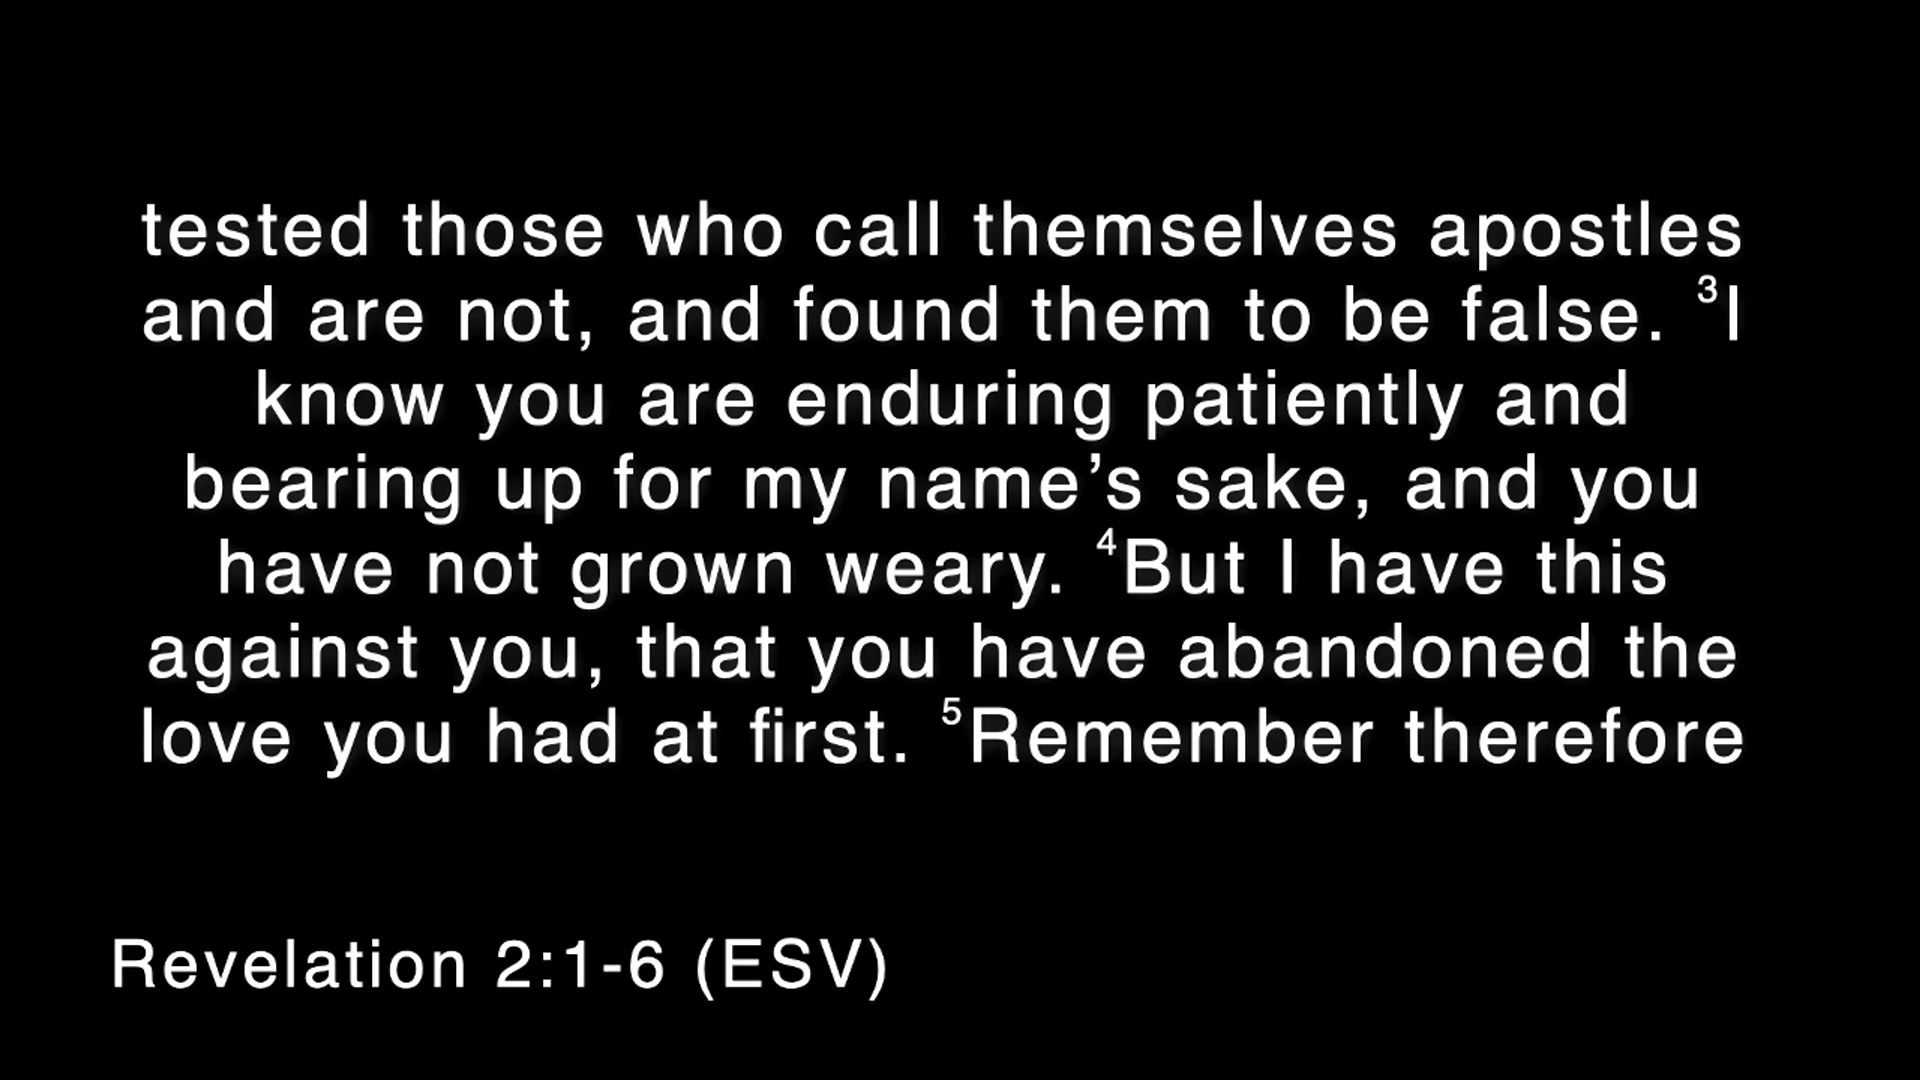 tested those who call themselves apostles
and are not, and found them to be false. ³I
know you are enduring patiently and
bearing up for my name’s sake, and you
have not grown weary. ⁴But I have this
against you, that you have abandoned the
love you had at first. ⁵Remember therefore
Revelation 2:1-6 (ESV)